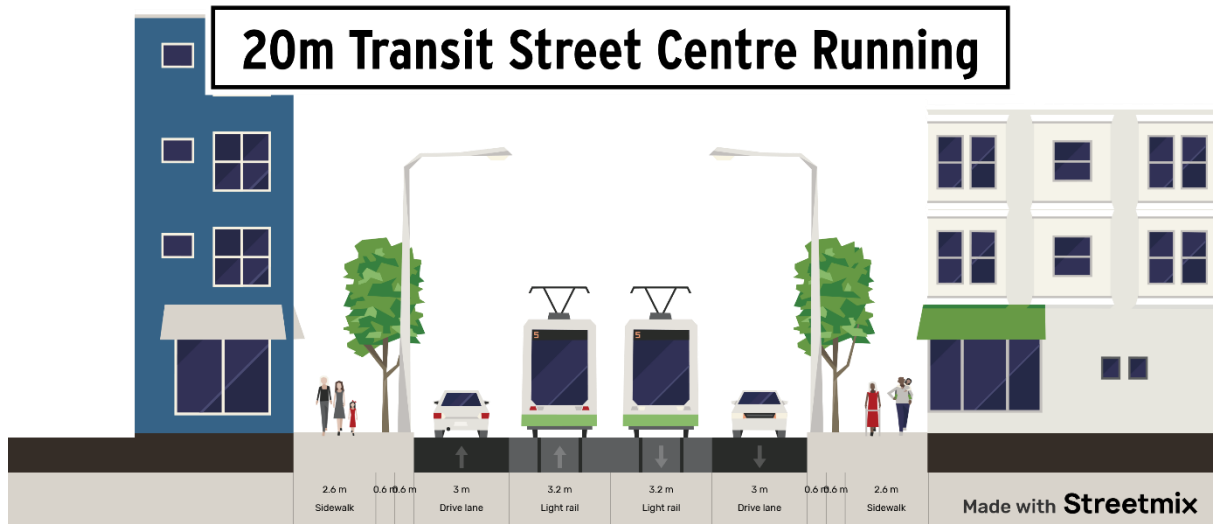 20m Transit Street Centre Running
5
5
2.6 m
0.6 m
0.6 m
3 m
3.2 m
3.2 m
3 m
0.6 m
0.6 m
2.6 m
Sidewalk
Drive lane
Light rail
Light rail
Drive lane
Sidewalk
Made with Streetmix